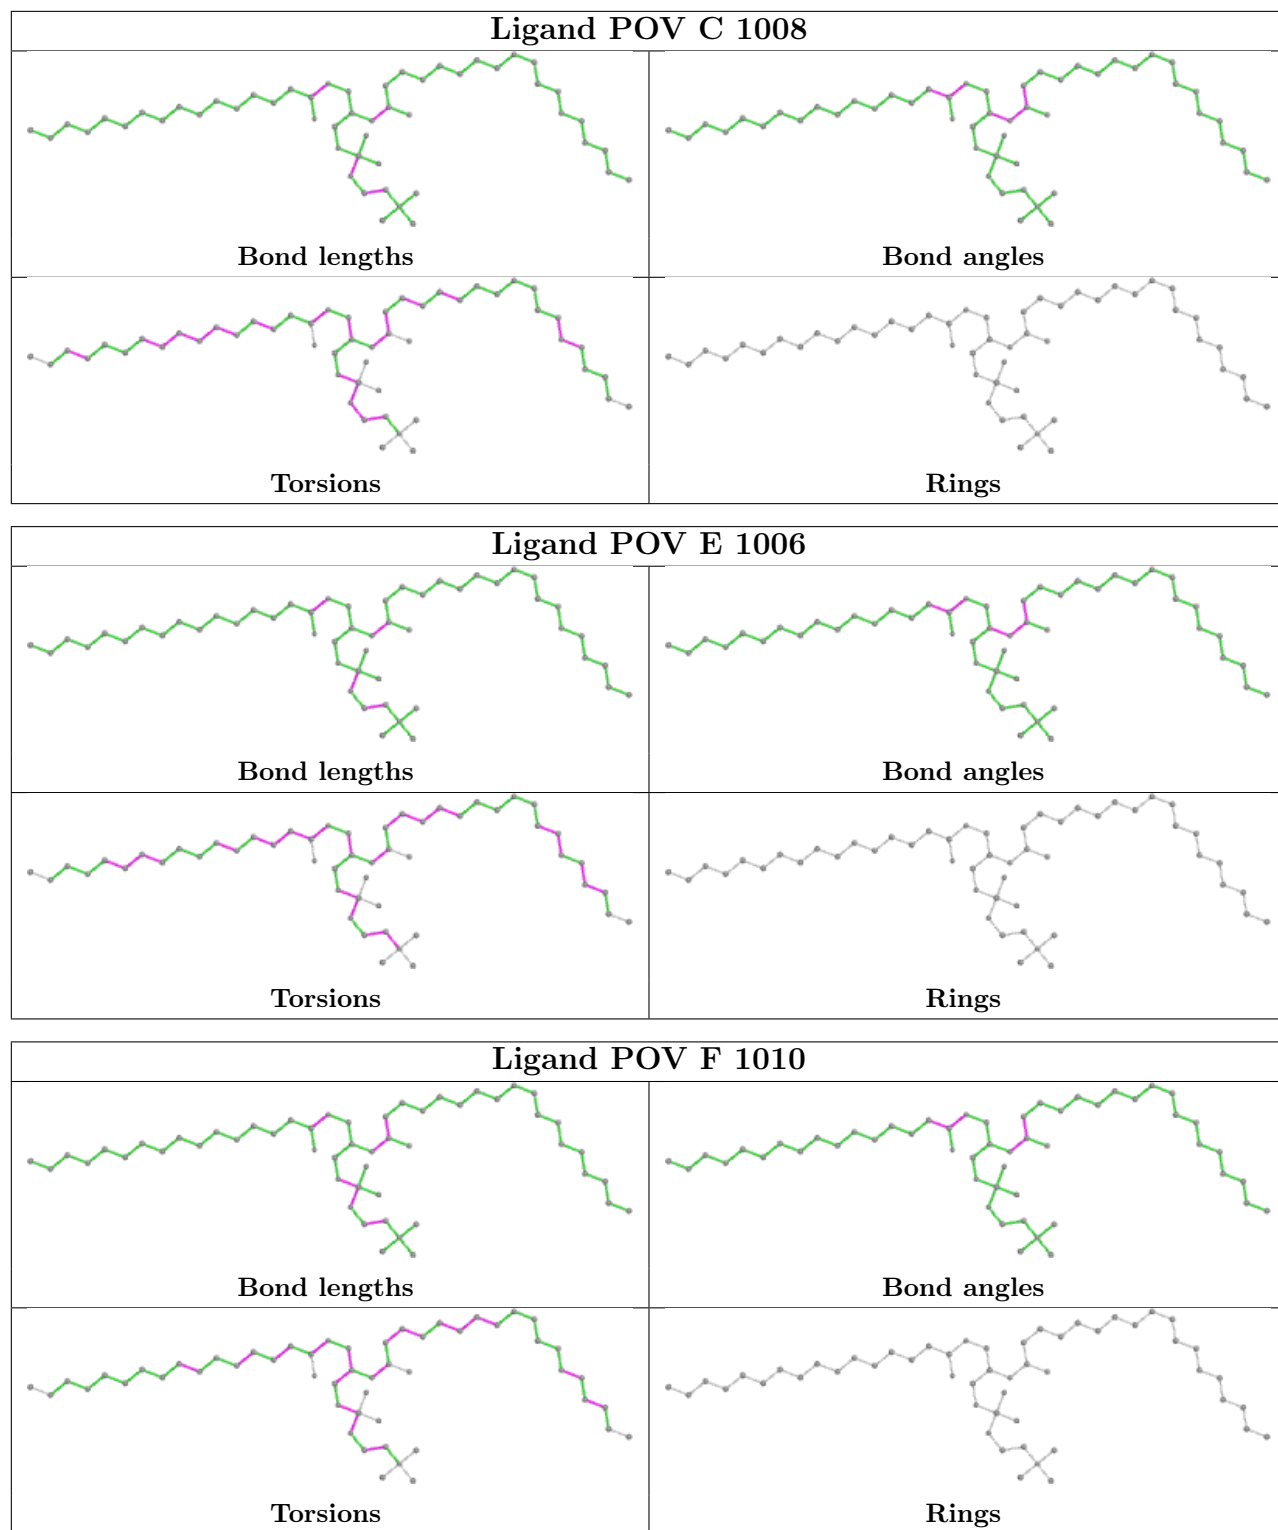 Ligand POV C 1008
Bond lengths
Bond angles
Torsions
Rings
Ligand POV E 1006
Bond lengths
Bond angles
Torsions
Rings
Ligand POV F 1010
Bond lengths
Bond angles
Torsions
Rings